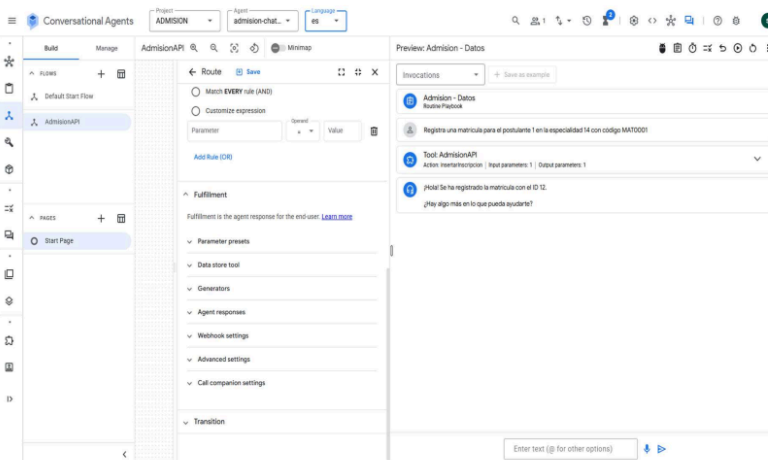 Conversational Agents
Project
ADMISION
Agent
admision-chat...
Language
es
1
2
Build
Manage
FLOWS
Default Start Flow
AdmisionAPI
PAGES
Start Page
AdmisionAPI
Minimap
Route
Save
Match EVERY rule (AND)
Customize expression
Parameter
Operand
Value
Add Rule (OR)
Fulfillment
Fulfillment is the agent response for the end-user. Learn more
Parameter presets
Data store tool
Generators
Agent responses
Webhook settings
Advanced settings
Call companion settings
Transition
Preview: Admision - Datos
Invocations
+ Save as example
Admision - Datos
Routine Playbook
Registra una matricula para el postulante 1 en la especialidad 14 con código MAT0001
Tool: AdmisionAPI
Action: InsertarInscripcion | Input parameters: 1 | Output parameters: 1
¡Hola! Se ha registrado la matrícula con el ID 12.
¿Hay algo más en lo que pueda ayudarte?
Enter text (@ for other options)